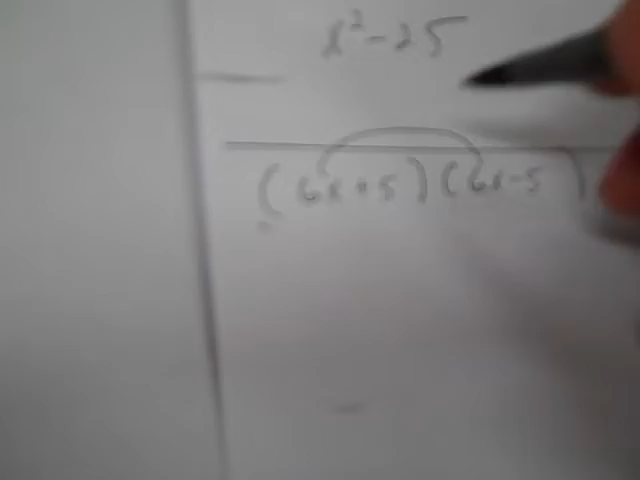 x² - 25
(6x + 5)(6x - 5)